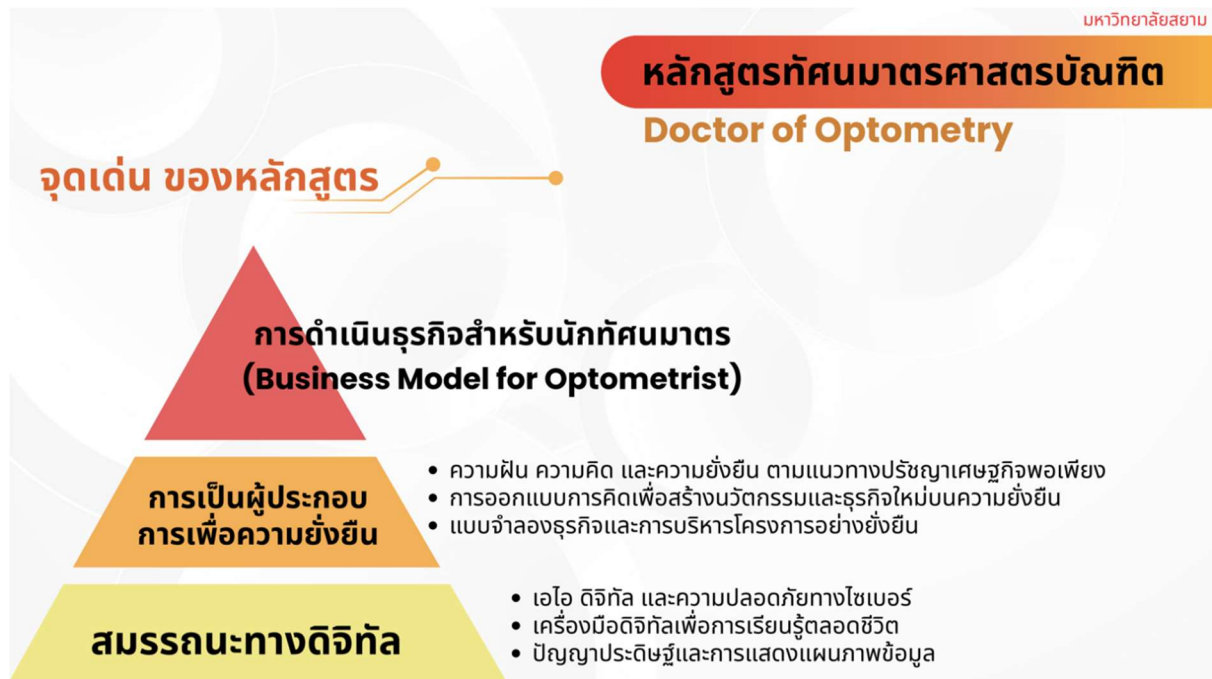 มหาวิทยาลัยสยาม
หลักสูตรทัศนมาตรศาสตรบัณฑิต
Doctor of Optometry
จุดเด่น ของหลักสูตร
การดำเนินธุรกิจสำหรับนักทัศนมาตร
(Business Model for Optometrist)
การเป็นผู้ประกอบ
การเพื่อความยั่งยืน
• ความฝัน ความคิด และความยั่งยืน ตามแนวทางปรัชญาเศรษฐกิจพอเพียง
• การออกแบบการคิดเพื่อสร้างนวัตกรรมและธุรกิจใหม่บนความยั่งยืน
• แบบจำลองธุรกิจและการบริหารโครงการอย่างยั่งยืน
สมรรถนะทางดิจิทัล
• เอไอ ดิจิทัล และความปลอดภัยทางไซเบอร์
• เครื่องมือดิจิทัลเพื่อการเรียนรู้ตลอดชีวิต
• ปัญญาประดิษฐ์และการแสดงแผนภาพข้อมูล